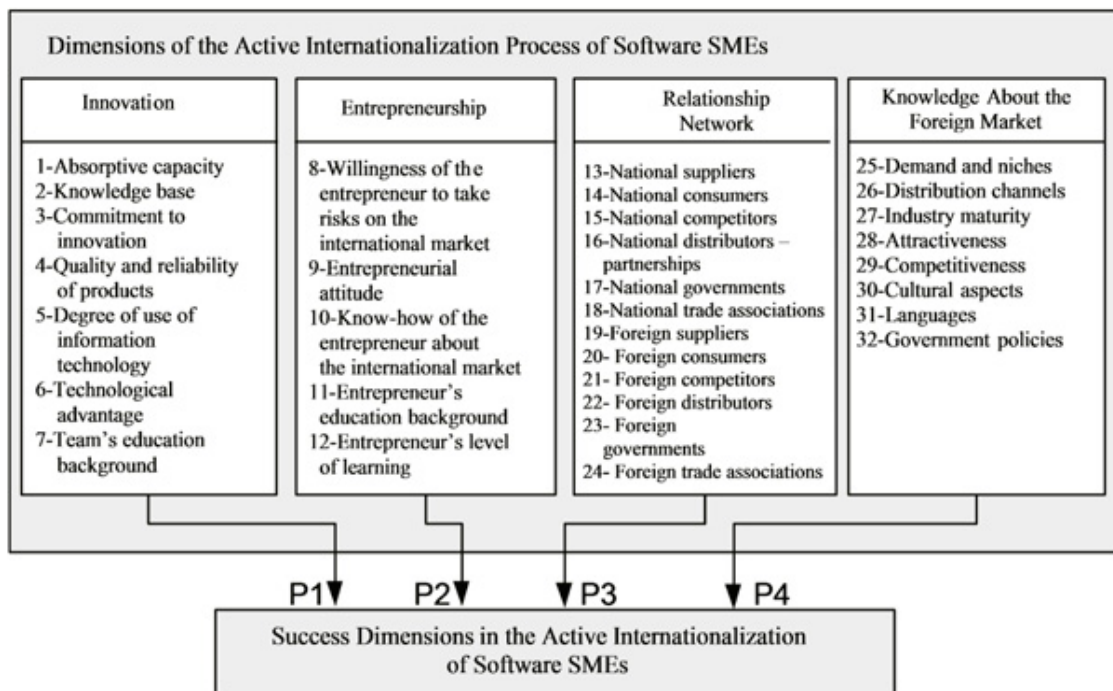 Dimensions of the Active Internationalization Process of Software SMEs
Innovation
1-Absorptive capacity
2-Knowledge base
3-Commitment to
innovation
4-Quality and reliability
of products
5-Degree of use of
information
technology
6-Technological
advantage
7-Team's education
background
Entrepreneurship
8-Willingness of the
entrepreneur to take
risks on the
international market
9-Entrepreneurial
attitude
10-Know-how of the
entrepreneur about
the international market
11-Entrepreneur's
education background
12-Entrepreneur's level
of learning
Relationship
Network
13-National suppliers
14-National consumers
15-National competitors
16-National distributors –
partnerships
17-National governments
18-National trade associations
19-Foreign suppliers
20- Foreign consumers
21- Foreign competitors
22- Foreign distributors
23- Foreign
governments
24- Foreign trade associations
Knowledge About the
Foreign Market
25-Demand and niches
26-Distribution channels
27-Industry maturity
28-Attractiveness
29-Competitiveness
30-Cultural aspects
31-Languages
32-Government policies
P1
P2
P3
P4
Success Dimensions in the Active Internationalization
of Software SMEs